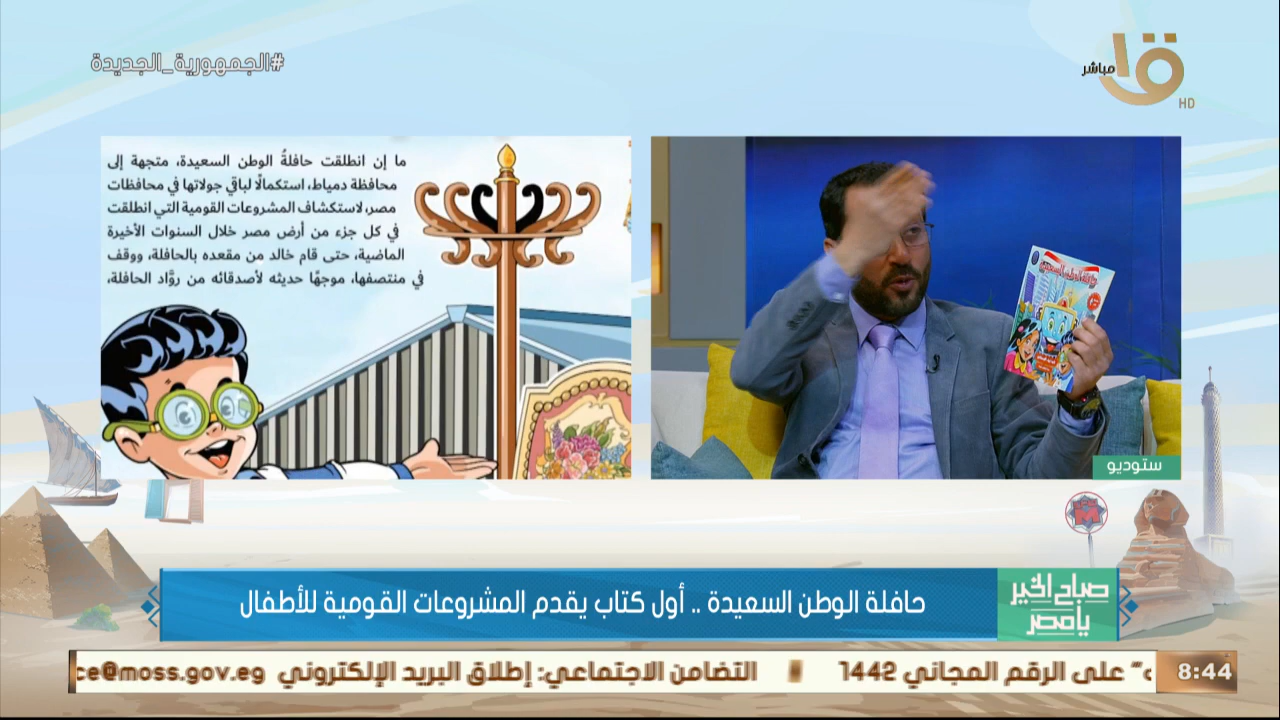 #الجمهورية_الجديدة
مباشر
HD
ما إن انطلقت حافلةُ الوطن السعيدة، متجهة إلى
محافظة دمياط، استكمالًا لباقي جولاتها في محافظات
مصر، لاستكشاف المشروعات القومية التي انطلقت
في كل جزء من أرض مصر خلال السنوات الأخيرة
الماضية، حتى قام خالد من مقعده بالحافلة، ووقف
في منتصفها، موجهًا حديثه لأصدقائه من روَّاد الحافلة،
ستوديو
صباح الخير
يا مصر
حافلة الوطن السعيدة .. أول كتاب يقدم المشروعات القومية للأطفال
على الرقم المجاني 1442 التضامن الاجتماعي: إطلاق البريد الإلكتروني ce@moss.gov.eg
8:44